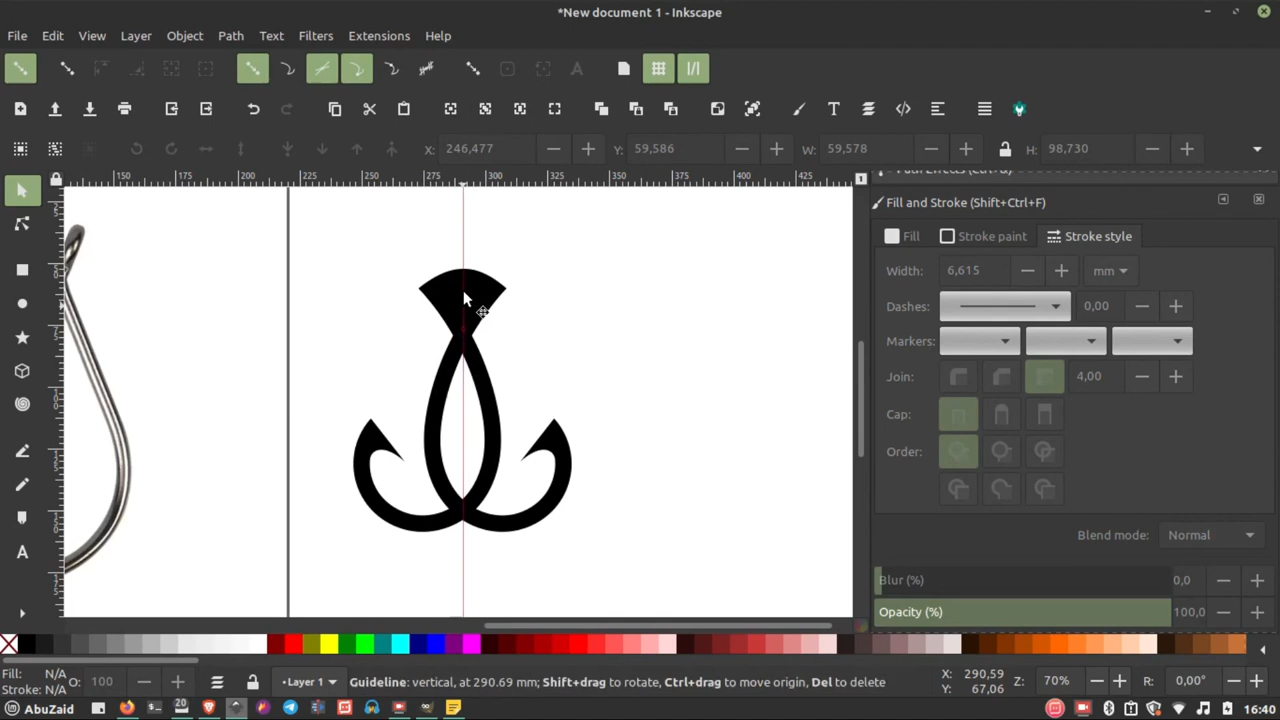 *New document 1 - Inkscape
File Edit View Layer Object Path Text Filters Extensions Help
X: 246,477 Y: 59,586 W: 59,578 H: 98,730
150 175 200 225 250 275 300 325 350 375 400 425
1
Fill and Stroke (Shift+Ctrl+F)
Fill Stroke paint Stroke style
Width: 6,615 mm
Dashes: 0,00
Markers:
Join: 4,00
Cap:
Order:
Blend mode: Normal
Blur (%) 0,0
Opacity (%) 100,0
Fill: N/A O: 100
Stroke: N/A
Layer 1 Guideline: vertical, at 290.69 mm; Shift+drag to rotate, Ctrl+drag to move origin, Del to delete
X: 290,59
Y: 67,06
Z: 70% R: 0,00°
AbuZaid 20 16:40